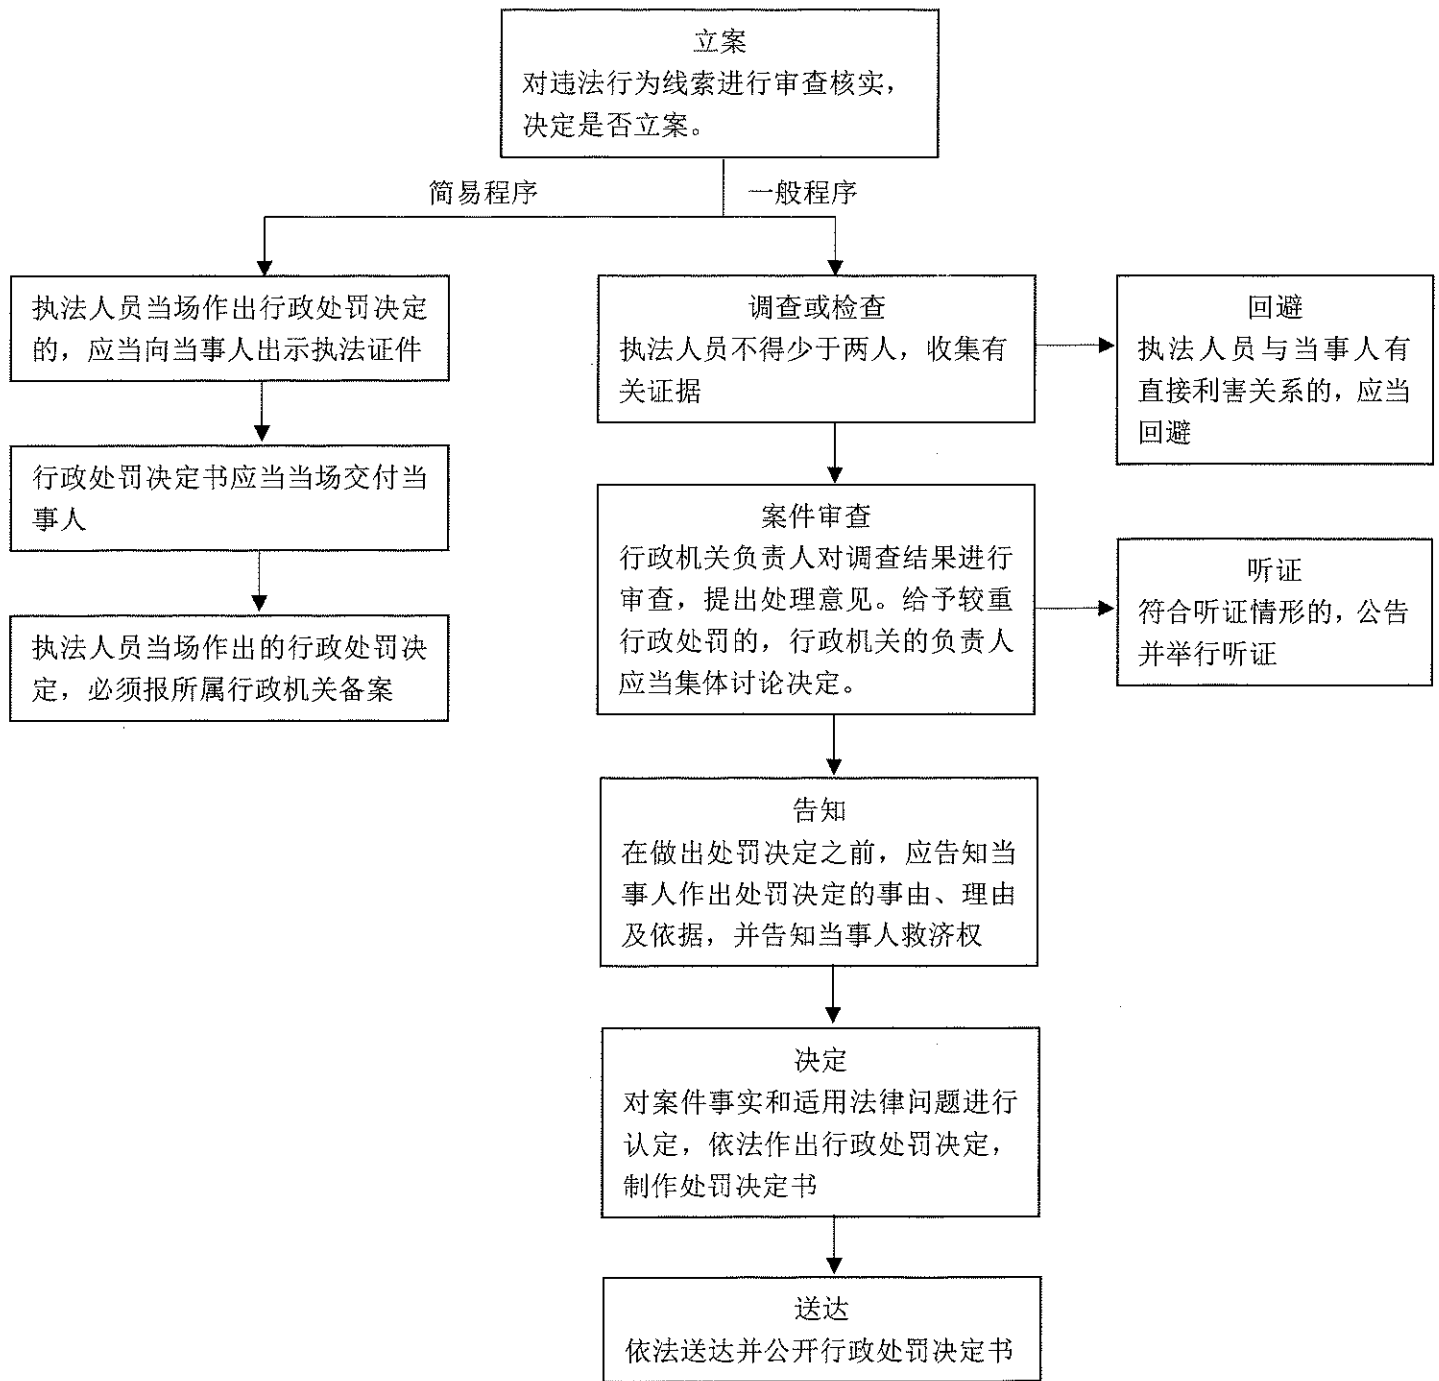 立案
对违法行为线索进行审查核实，
决定是否立案。
简易程序
一般程序
执法人员当场作出行政处罚决定
的，应当向当事人出示执法证件
行政处罚决定书应当当场交付当
事人
执法人员当场作出的行政处罚决
定，必须报所属行政机关备案
调查或检查
执法人员不得少于两人，收集有
关证据
回避
执法人员与当事人有
直接利害关系的，应当
回避
案件审查
行政机关负责人对调查结果进行
审查，提出处理意见。给予较重
行政处罚的，行政机关的负责人
应当集体讨论决定。
听证
符合听证情形的，公告
并举行听证
告知
在做出处罚决定之前，应告知当
事人作出处罚决定的事由、理由
及依据，并告知当事人救济权
决定
对案件事实和适用法律问题进行
认定，依法作出行政处罚决定，
制作处罚决定书
送达
依法送达并公开行政处罚决定书